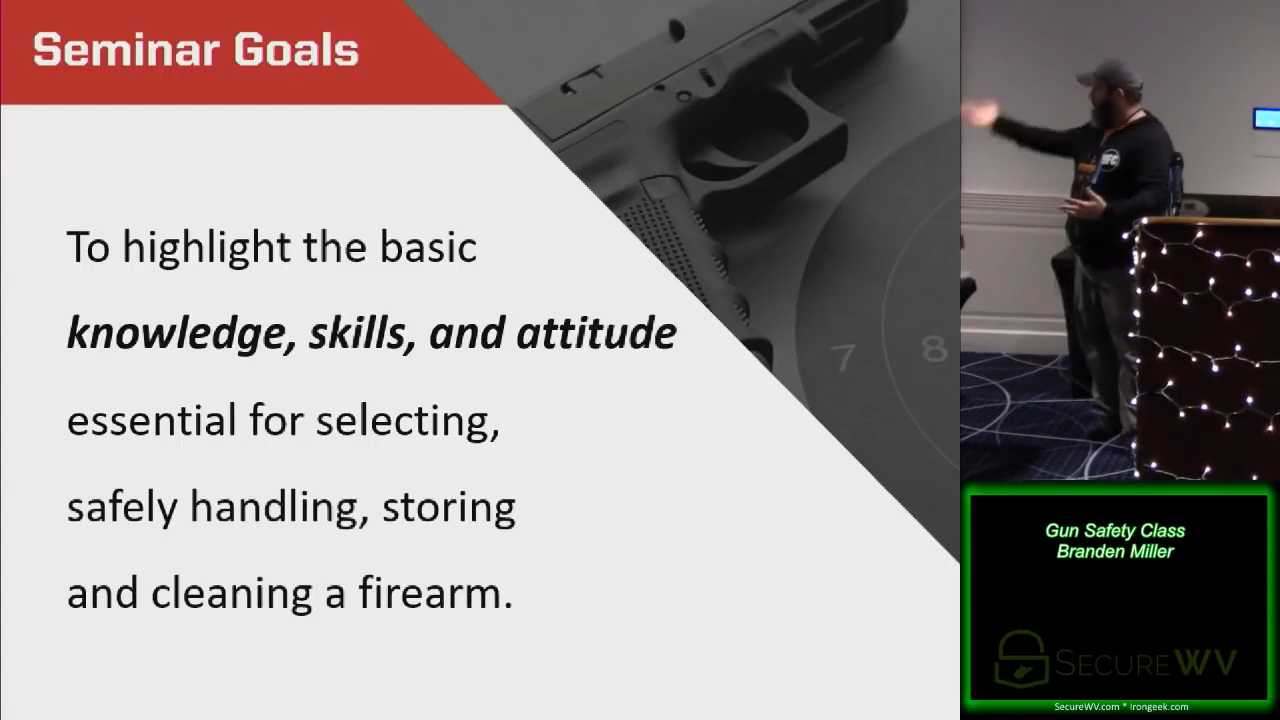 Seminar Goals
To highlight the basic
knowledge, skills, and attitude
essential for selecting,
safely handling, storing
and cleaning a firearm.
7 8
Gun Safety Class
Branden Miller
SECUREWV
SecureWV.com * Irongeek.com